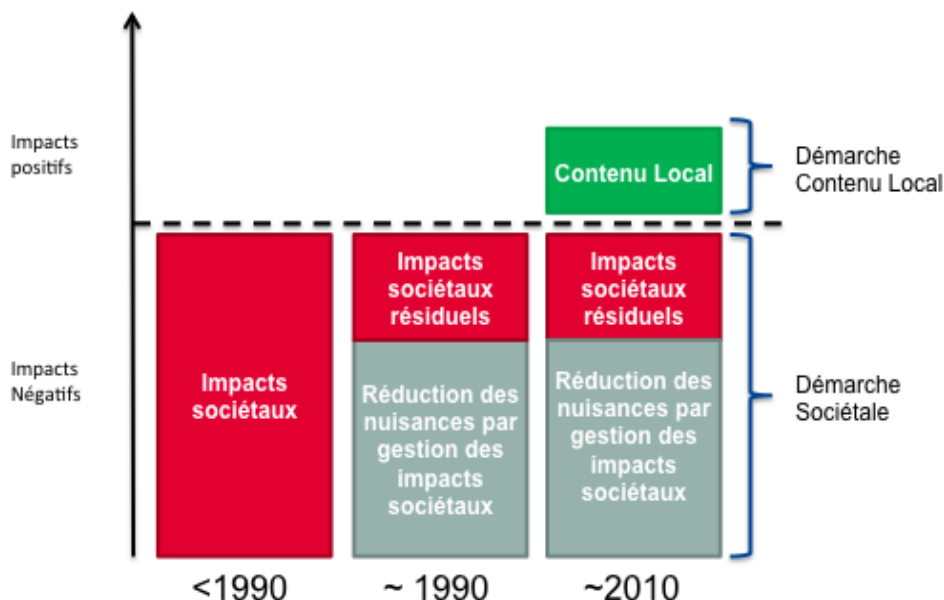 Impacts
positifs
Contenu Local
Démarche
Contenu Local
Impacts
Négatifs
Impacts
sociétaux
Impacts
sociétaux
résiduels
Réduction des
nuisances par
gestion des
impacts
sociétaux
Impacts
sociétaux
résiduels
Réduction des
nuisances par
gestion des
impacts
sociétaux
Démarche
Sociétale
<1990
~ 1990
~2010